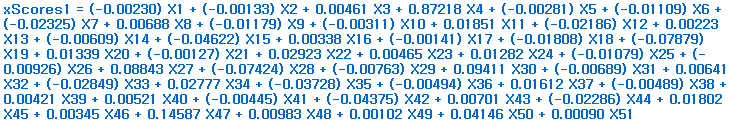 xScores1 = (-0.00230) X1 + (-0.00133) X2 + 0.00461 X3 + 0.87218 X4 + (-0.00281) X5 + (-0.01109) X6 +
(-0.02325) X7 + 0.00688 X8 + (-0.01179) X9 + (-0.00311) X10 + 0.01851 X11 + (-0.02186) X12 + 0.00223
X13 + (-0.00609) X14 + (-0.04622) X15 + 0.00338 X16 + (-0.00141) X17 + (-0.01808) X18 + (-0.07879)
X19 + 0.01339 X20 + (-0.00127) X21 + 0.02923 X22 + 0.00465 X23 + 0.01282 X24 + (-0.01079) X25 + (-
0.00926) X26 + 0.08843 X27 + (-0.07424) X28 + (-0.00763) X29 + 0.09411 X30 + (-0.00689) X31 + 0.00641
X32 + (-0.02849) X33 + 0.02777 X34 + (-0.03728) X35 + (-0.00494) X36 + 0.01612 X37 + (-0.00489) X38 +
0.00421 X39 + 0.00521 X40 + (-0.00445) X41 + (-0.04375) X42 + 0.00701 X43 + (-0.02286) X44 + 0.01802
X45 + 0.00345 X46 + 0.14587 X47 + 0.00983 X48 + 0.00102 X49 + 0.04146 X50 + 0.00090 X51